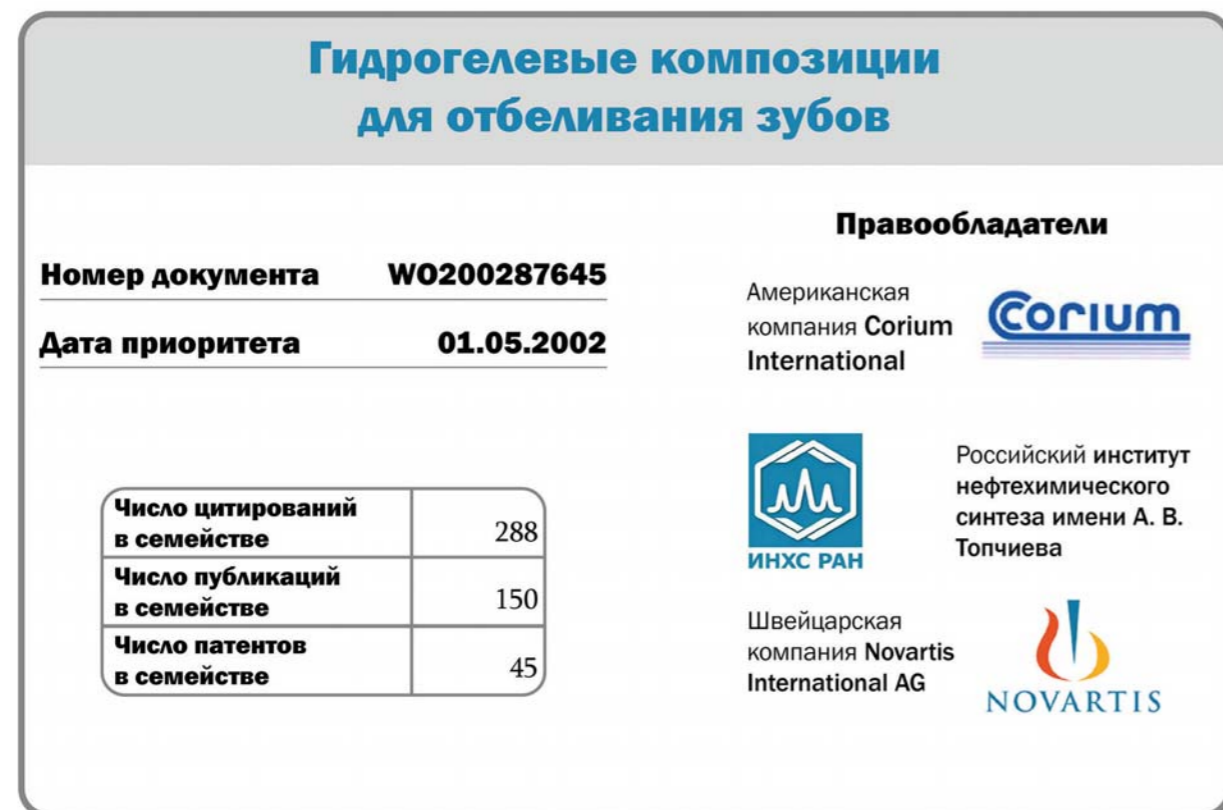 Гидрогелевые композиции
для отбеливания зубов
Номер документа WO200287645
Дата приоритета 01.05.2002
Число цитирований
в семействе 288
Число публикаций
в семействе 150
Число патентов
в семействе 45
Правообладатели
Американская
компания Corium
International
Corium
ИНХС РАН
Российский институт
нефтехимического
синтеза имени А. В.
Топчиева
Швейцарская
компания Novartis
International AG
NOVARTIS